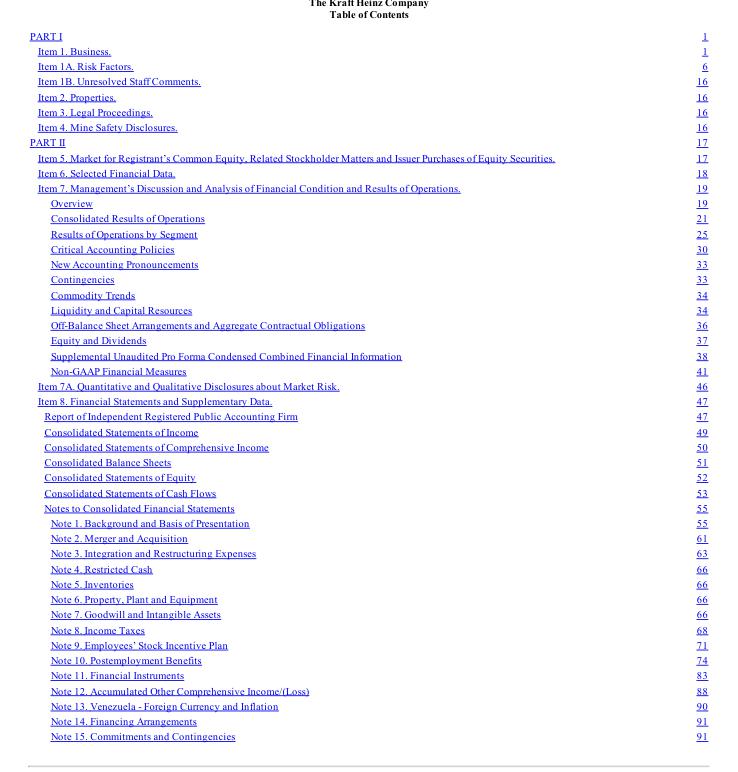 The Kraft Heinz Company
Table of Contents
PART I 1
Item 1. Business. 1
Item 1A. Risk Factors. 6
Item 1B. Unresolved Staff Comments. 16
Item 2. Properties. 16
Item 3. Legal Proceedings. 16
Item 4. Mine Safety Disclosures. 16
PART II 17
Item 5. Market for Registrant's Common Equity, Related Stockholder Matters and Issuer Purchases of Equity Securities. 17
Item 6. Selected Financial Data. 18
Item 7. Management's Discussion and Analysis of Financial Condition and Results of Operations. 19
Overview 19
Consolidated Results of Operations 21
Results of Operations by Segment 25
Critical Accounting Policies 30
New Accounting Pronouncements 33
Contingencies 33
Commodity Trends 34
Liquidity and Capital Resources 34
Off-Balance Sheet Arrangements and Aggregate Contractual Obligations 36
Equity and Dividends 37
Supplemental Unaudited Pro Forma Condensed Combined Financial Information 38
Non-GAAP Financial Measures 41
Item 7A. Quantitative and Qualitative Disclosures about Market Risk. 46
Item 8. Financial Statements and Supplementary Data. 47
Report of Independent Registered Public Accounting Firm 47
Consolidated Statements of Income 49
Consolidated Statements of Comprehensive Income 50
Consolidated Balance Sheets 51
Consolidated Statements of Equity 52
Consolidated Statements of Cash Flows 53
Notes to Consolidated Financial Statements 55
Note 1. Background and Basis of Presentation 55
Note 2. Merger and Acquisition 61
Note 3. Integration and Restructuring Expenses 63
Note 4. Restricted Cash 66
Note 5. Inventories 66
Note 6. Property, Plant and Equipment 66
Note 7. Goodwill and Intangible Assets 66
Note 8. Income Taxes 68
Note 9. Employees' Stock Incentive Plan 71
Note 10. Postemployment Benefits 74
Note 11. Financial Instruments 83
Note 12. Accumulated Other Comprehensive Income/(Loss) 88
Note 13. Venezuela - Foreign Currency and Inflation 90
Note 14. Financing Arrangements 91
Note 15. Commitments and Contingencies 91